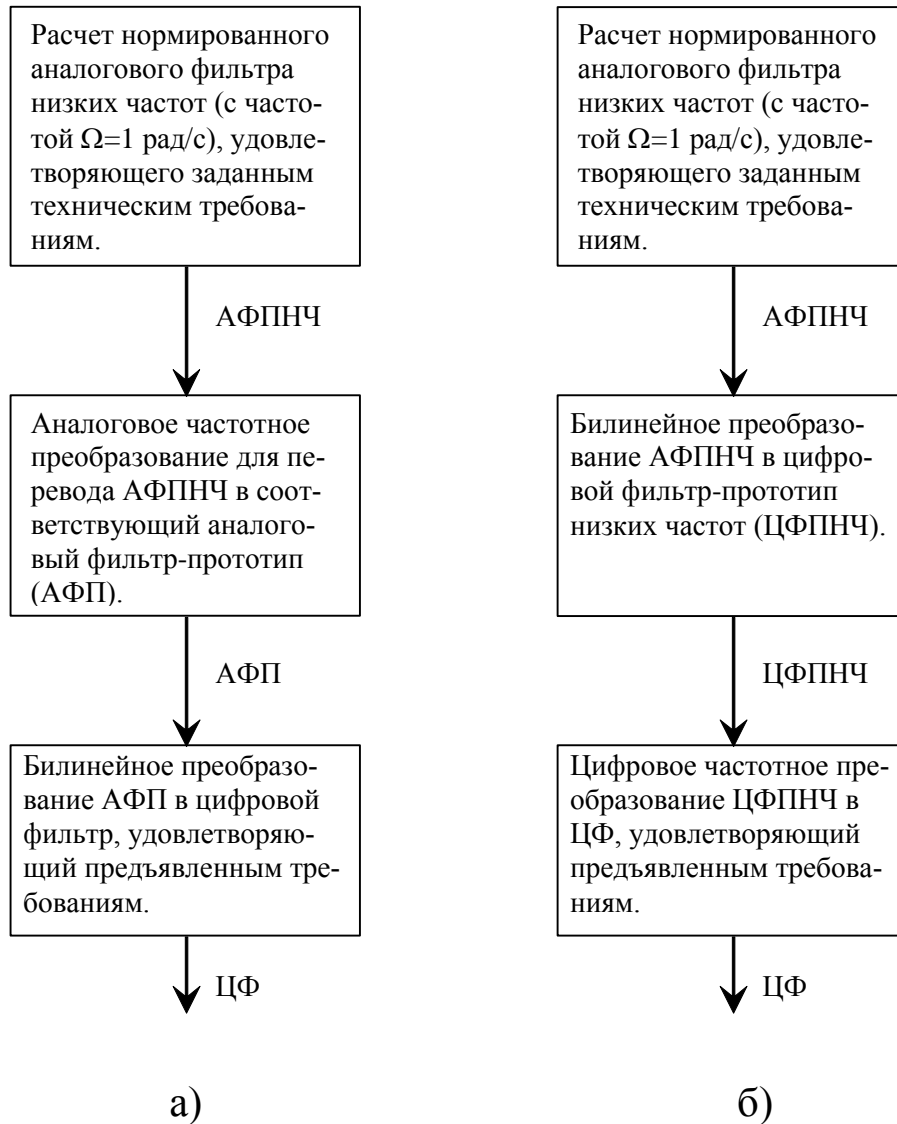 Расчет нормированного
аналогового фильтра
низких частот (с часто-
той Ω=1 рад/с), удовле-
творяющего заданным
техническим требова-
ниям.
АФПНЧ
Аналоговое частотное
преобразование для пе-
ревода АФПНЧ в соот-
ветствующий аналого-
вый фильтр-прототип
(АФП).
АФП
Билинейное преобразо-
вание АФП в цифровой
фильтр, удовлетворяю-
щий предъявленным тре-
бованиям.
ЦФ
а)
Расчет нормированного
аналогового фильтра
низких частот (с часто-
той Ω=1 рад/с), удовле-
творяющего заданным
техническим требова-
ниям.
АФПНЧ
Билинейное преобразо-
вание АФПНЧ в цифро-
вой фильтр-прототип
низких частот (ЦФПНЧ).
ЦФПНЧ
Цифровое частотное пре-
образование ЦФПНЧ в
ЦФ, удовлетворяющий
предъявленным требова-
ниям.
ЦФ
б)